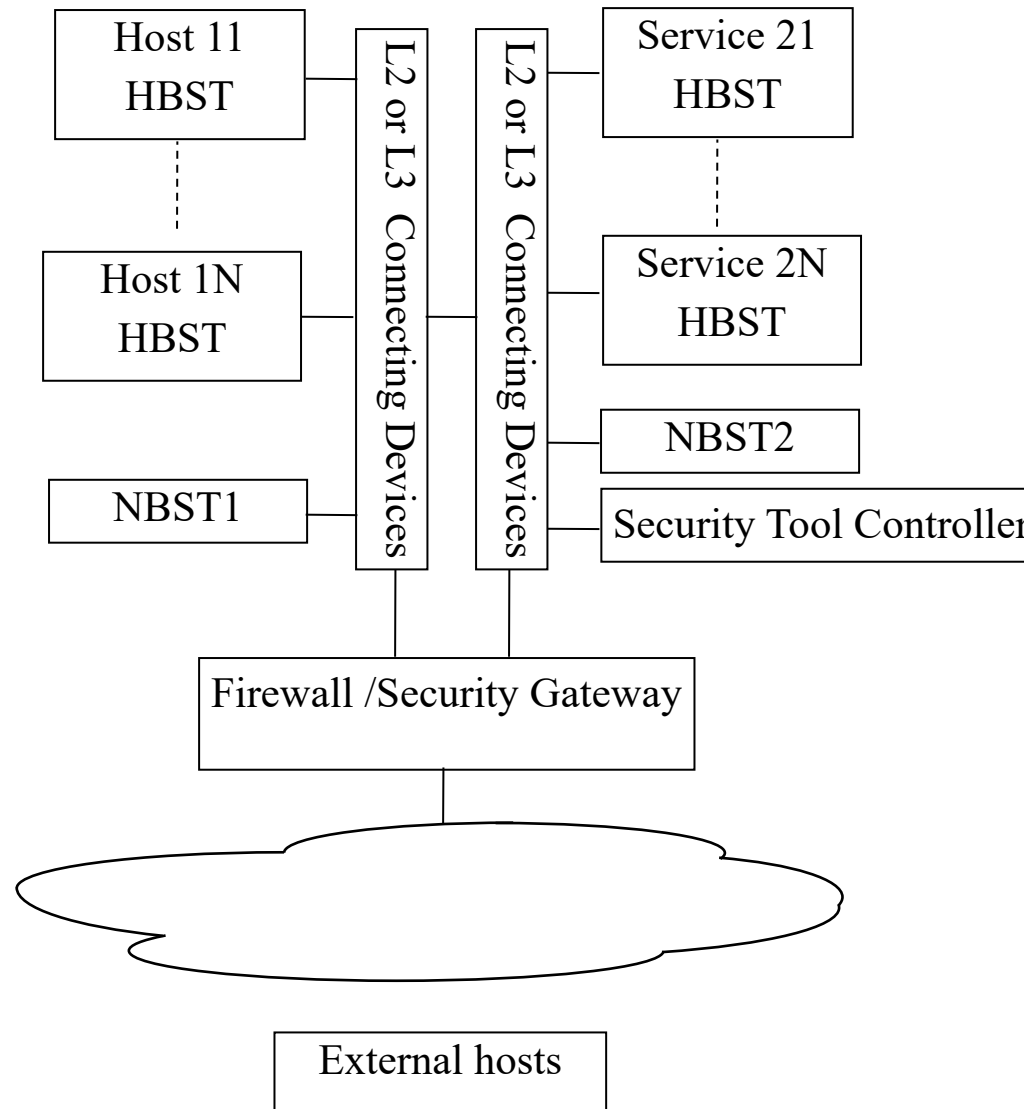 Host 11
HBST
Host 1N
HBST
NBST1
L2 or L3 Connecting Devices
L2 or L3 Connecting Devices
Service 21
HBST
Service 2N
HBST
NBST2
Security Tool Controller
Firewall /Security Gateway
External hosts